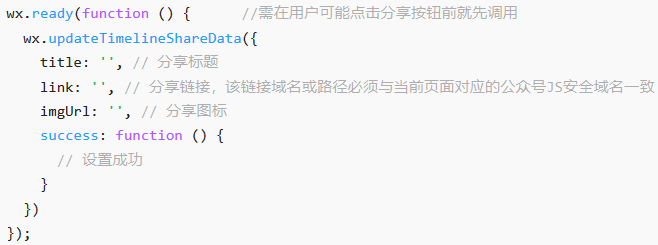 wx.ready(function () {      //需在用户可能点击分享按钮前就先调用
  wx.updateTimelineShareData({
    title: '', // 分享标题
    link: '', // 分享链接，该链接域名或路径必须与当前页面对应的公众号JS安全域名一致
    imgUrl: '', // 分享图标
    success: function () {
      // 设置成功
    }
  })
});